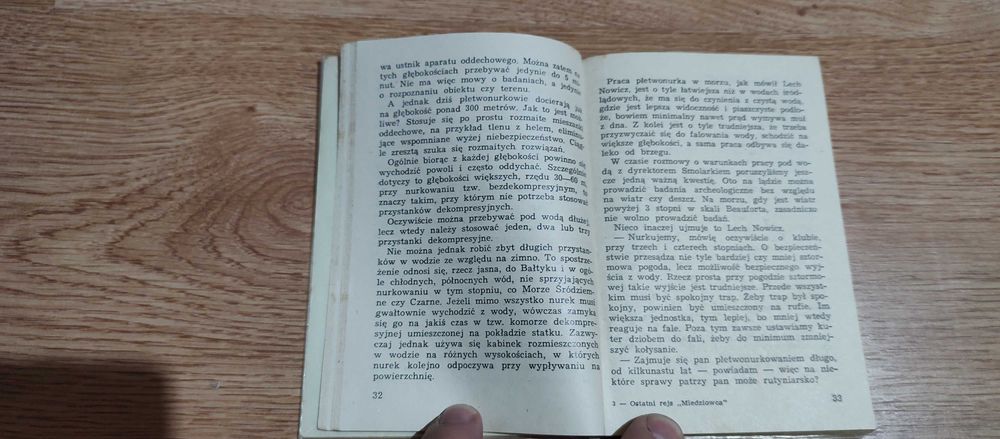 wa ustnik aparatu oddechowego. Można zatem na
tych głębokościach przebywać jedynie do 5 mi-
nut. Nie ma więc mowy o badaniach, a jedynie
o rozpoznaniu obiektu czy terenu.
A jednak dziś płetwonurkowie docierają już
na głębokość ponad 300 metrów. Jak to jest moż-
liwe? Stosuje się po prostu rozmaite mieszanki
oddechowe, na przykład tlenu z helem, eliminu-
jące wspomniane wyżej niebezpieczeństwo. Ciąg-
le zresztą szuka się rozmaitych rozwiązań.
Ogólnie biorąc z każdej głębokości powinno się
wychodzić powoli i często oddychać. Szczególnie
dotyczy to głębokości większych, rzędu 30—60 m,
przy nurkowaniu tzw. bezdekompresyjnym, to
znaczy takim, przy którym nie potrzeba stosować
przystanków dekompresyjnych.
Oczywiście można przebywać pod wodą dłużej,
lecz wtedy należy stosować jeden, dwa lub trzy
przystanki dekompresyjne.
Nie można jednak robić zbyt długich przystan-
ków w wodzie ze względu na zimno. To spostrze-
żenie odnosi się, rzecz jasna, do Bałtyku i w ogó-
le chłodnych, północnych wód, nie sprzyjających
nurkowaniu w tym stopniu, co Morze Śródziem-
ne czy Czarne. Jeżeli mimo wszystko nurek musi
gwałtownie wychodzić z wody, wówczas zamyka
się go na jakiś czas w tzw. komorze dekompre-
syjnej umieszczonej na pokładzie statku. Zazwy-
czaj jednak używa się kabinek rozmieszczonych
w wodzie na różnych wysokościach, w których
nurek kolejno odpoczywa przy wypływaniu na
powierzchnię.
32
Praca płetwonurka w morzu, jak mówił Lech
Nowicz, jest o tyle łatwiejsza niż w wodach śród-
lądowych, że ma się do czynienia z czystą wodą,
gdzie jest lepsza widoczność i piaszczyste podło-
że, bowiem minimalny nawet prąd wymywa muł
z dna. Z kolei jest o tyle trudniejsza, że trzeba
przyzwyczaić się do falowania wody, schodzić na
większe głębokości, a sama praca odbywa się da-
leko od brzegu.
W czasie rozmowy o warunkach pracy pod wo-
dą z dyrektorem Smolarkiem poruszyliśmy jesz-
cze jedną ważną kwestię. Oto na lądzie można
prowadzić badania archeologiczne bez względu
na wiatr czy deszcz. Na morzu, gdy jest wiatr
powyżej 3 stopni w skali Beauforta, zasadniczo
nie wolno prowadzić badań.
Nieco inaczej ujmuje to Lech Nowicz.
— Nurkujemy, mówię oczywiście o klubie,
przy trzech i czterech stopniach. O bezpieczeń-
stwie przesądza nie tyle bardziej czy mniej sztor-
mowa pogoda, lecz możliwość bezpiecznego wyj-
ścia z wody. Rzecz prosta przy pogodzie sztormo-
wej takie wyjście jest trudniejsze. Przede wszyst-
kim musi być spokojny trap. Żeby trap był spo-
kojny, powinien być umieszczony na rufie. Im
większa jednostka, tym lepiej, bo mniej wtedy
reaguje na fale. Poza tym zawsze ustawiamy ku-
ter dziobem do fali, żeby do minimum zmniej-
szyć kołysanie.
— Zajmuje się pan płetwonurkowaniem długo,
od kilkunastu lat — powiadam — więc na nie-
które sprawy patrzy pan może rutyniarsko?
3 — Ostatni rejs „Miedziowca”
33